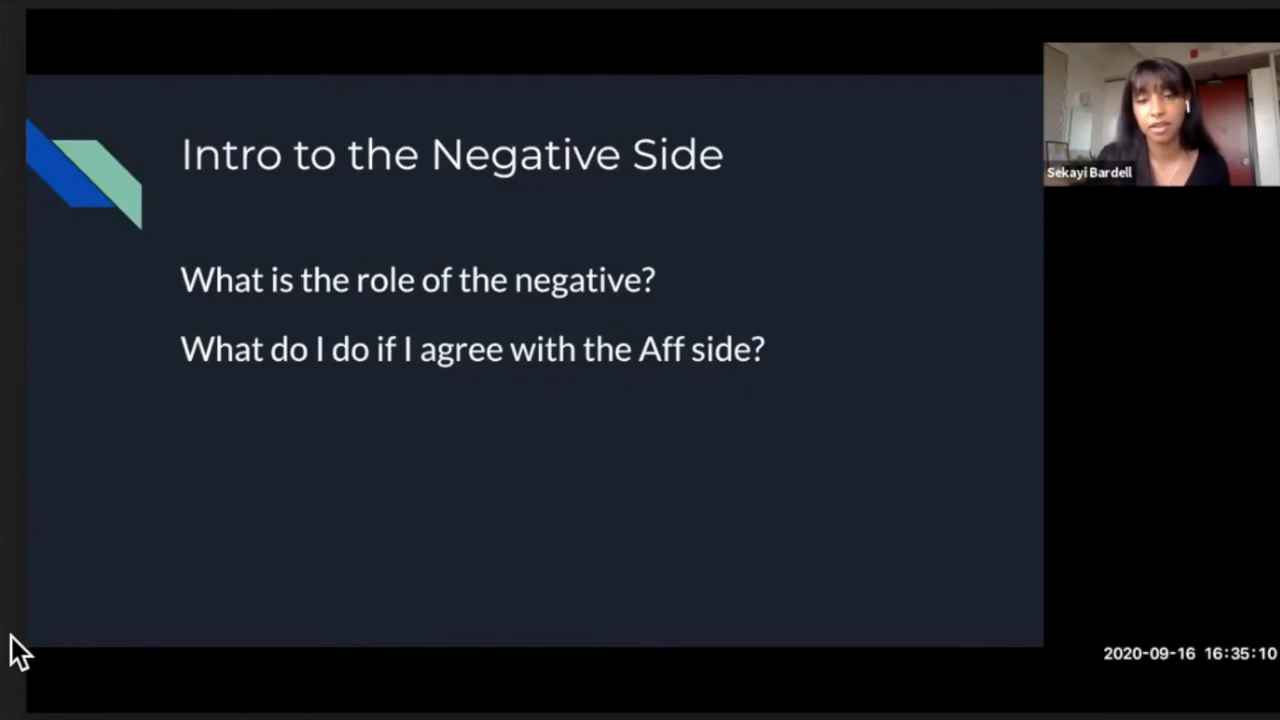 Intro to the Negative Side
What is the role of the negative?
What do I do if I agree with the Aff side?
Sekayi Bardell
2020-09-16 16:35:10